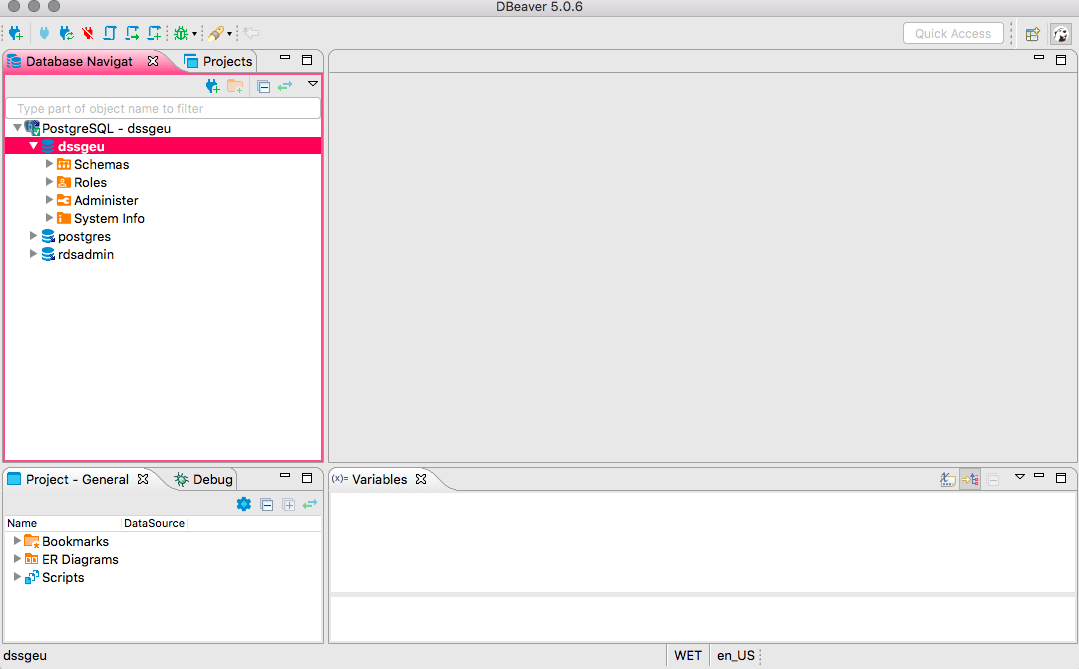 DBeaver 5.0.6
Quick Access
Database Navigat
Projects
Type part of object name to filter
PostgreSQL - dssgeu
dssgeu
Schemas
Roles
Administer
System Info
postgres
rdsadmin
Project - General
Debug
Name DataSource
Bookmarks
ER Diagrams
Scripts
(x)= Variables
dssgeu
WET
en_US